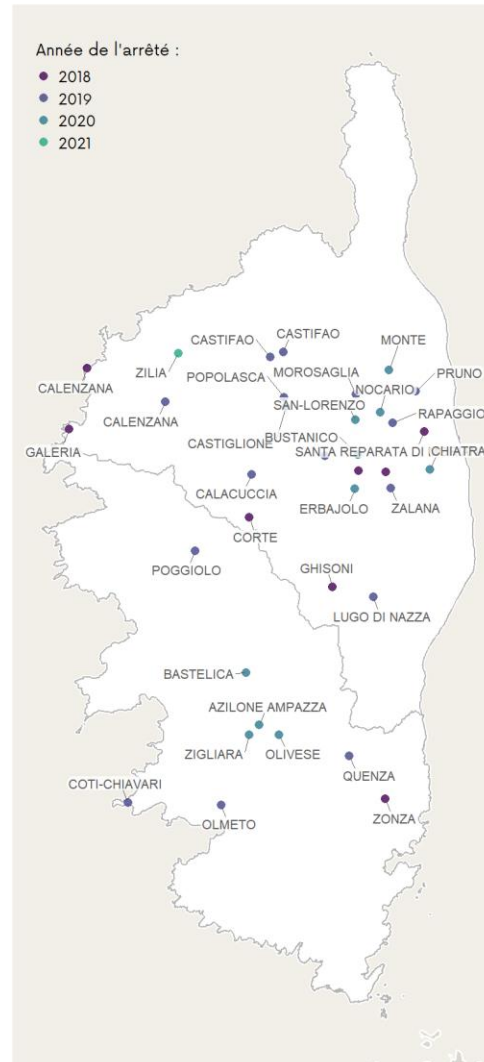 Année de l'arrêté :
2018
2019
2020
2021
CASTIFAO
CASTIFAO
MONTE
ZILIA
MOROSAGLIA
PRUNO
CALENZANA
POPOLASCA
NOCARIO
CALENZANA
SAN-LORENZO
RAPAGGIO
GALERIA
CASTIGLIONE
BUSTANICO
SANTA REPARATA DI
CHIATRA
CALACUCCIA
ERBAJOLO
ZALANA
CORTE
POGGIOLO
GHISONI
LUGO DI NAZZA
BASTELICA
AZILONE AMPAZZA
ZIGLIARA
OLIVESE
COTI-CHIAVARI
QUENZA
OLMETO
ZONZA